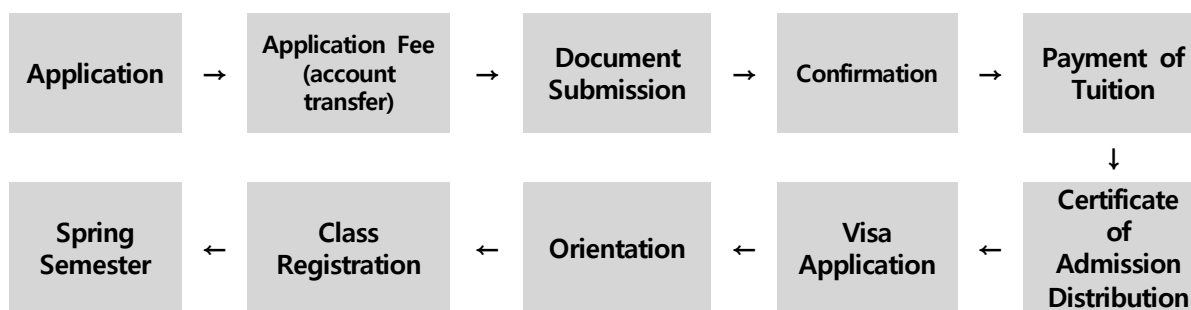 Application
→
Application Fee
(account
transfer)
→
Document
Submission
→
Confirmation
→
Payment of
Tuition
↓
Certificate
of
Admission
Distribution
←
Visa
Application
←
Orientation
←
Class
Registration
←
Spring
Semester